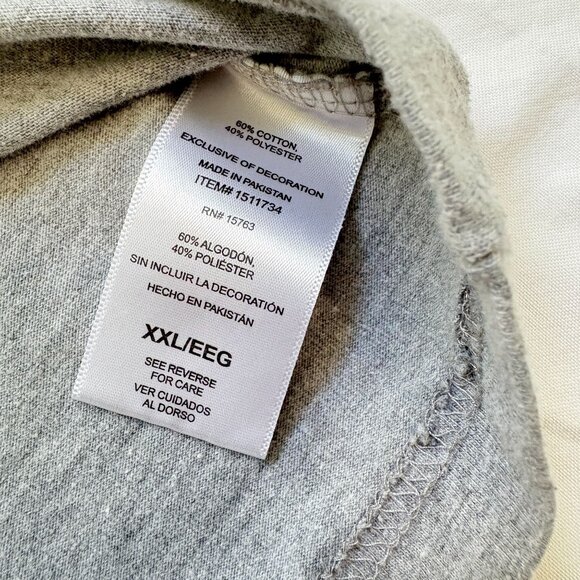 60% COTTON,
40% POLYESTER
EXCLUSIVE OF DECORATION
MADE IN PAKISTAN
ITEM# 1511734
RN# 15763
60% ALGODÓN,
40% POLIÉSTER
SIN INCLUIR LA DECORATIÓN
HECHO EN PAKISTÁN
XXL/EEG
SEE REVERSE
FOR CARE
VER CUIDADOS
AL DORSO